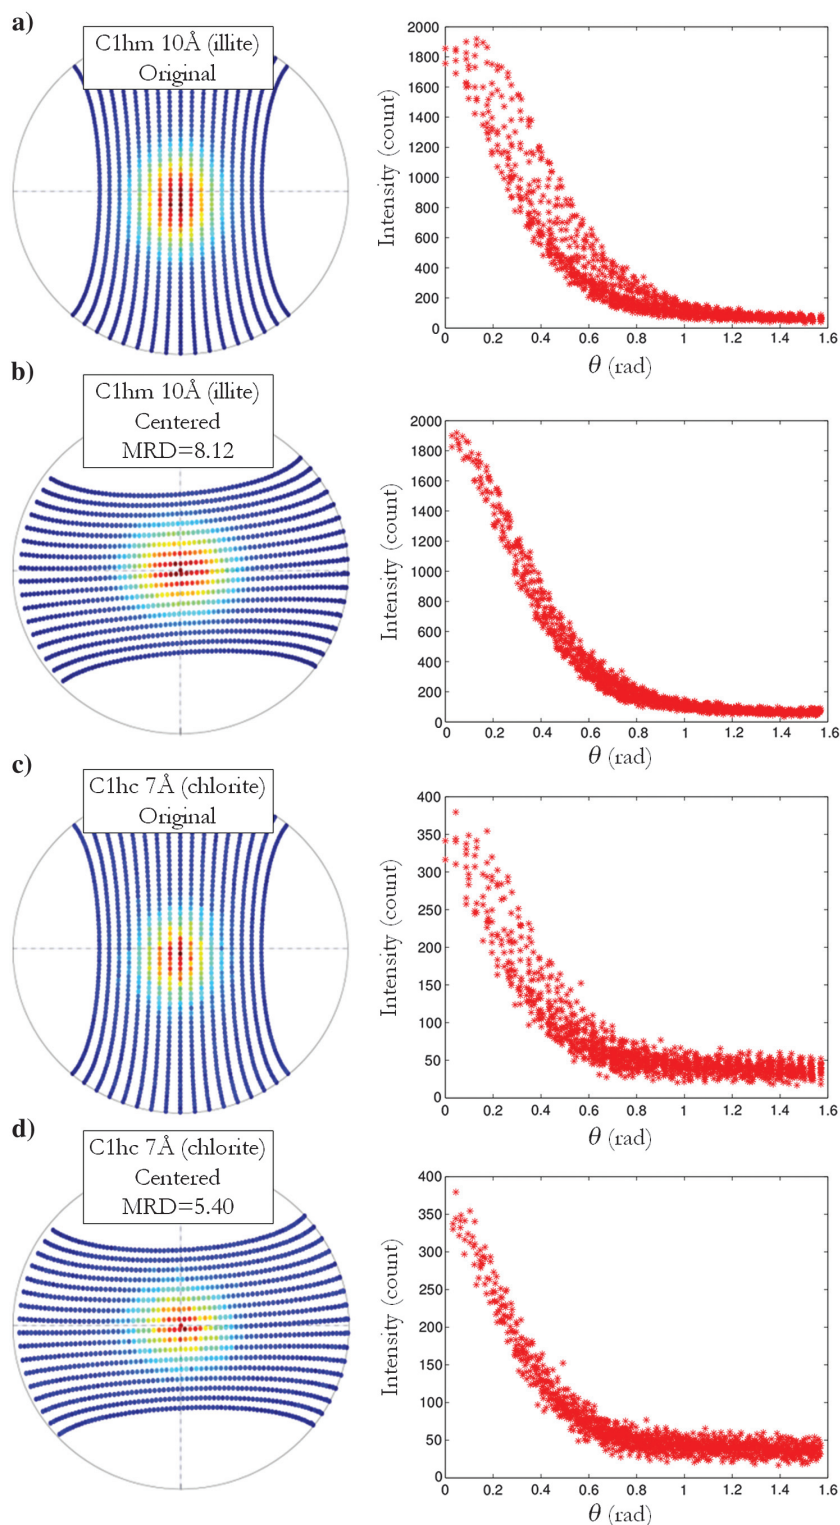 a)
C1hm 10Å (illite)
Original
Intensity (count)
2000
1800
1600
1400
1200
1000
800
600
400
200
0
0 0.2 0.4 0.6 0.8 1 1.2 1.4 1.6
θ (rad)
b)
C1hm 10Å (illite)
Centered
MRD=8.12
Intensity (count)
2000
1800
1600
1400
1200
1000
800
600
400
200
0
0 0.2 0.4 0.6 0.8 1 1.2 1.4 1.6
θ (rad)
c)
C1hc 7Å (chlorite)
Original
Intensity (count)
400
350
300
250
200
150
100
50
0
0 0.2 0.4 0.6 0.8 1 1.2 1.4 1.6
θ (rad)
d)
C1hc 7Å (chlorite)
Centered
MRD=5.40
Intensity (count)
400
350
300
250
200
150
100
50
0
0 0.2 0.4 0.6 0.8 1 1.2 1.4 1.6
θ (rad)